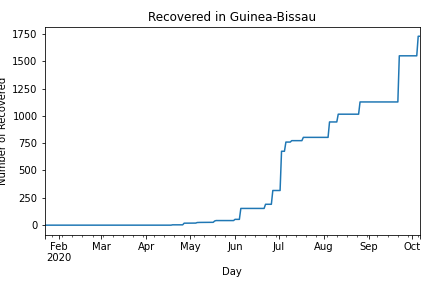 Recovered in Guinea-Bissau
Number of Recovered
1750
1500
1250
1000
750
500
250
0
Feb Mar Apr May Jun Jul Aug Sep Oct
2020
Day